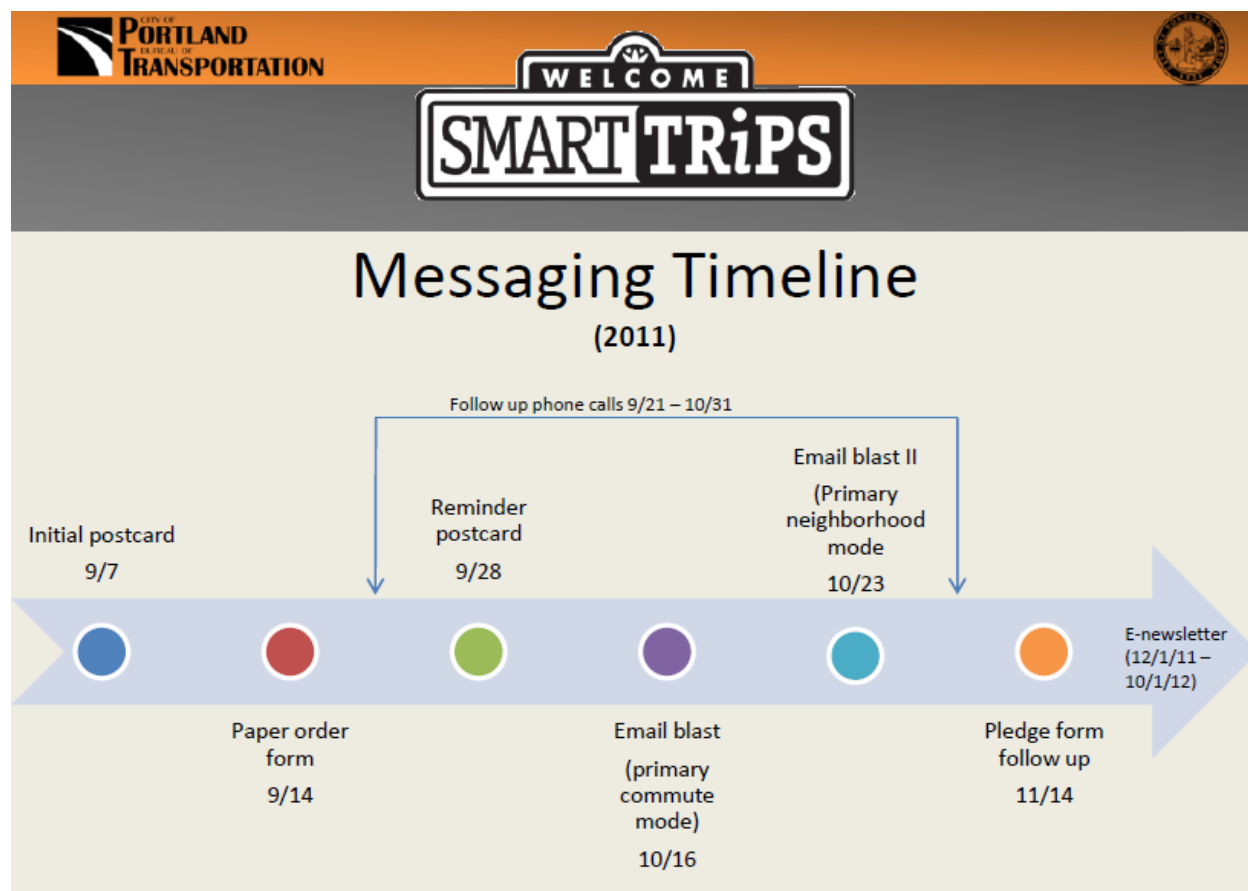 CITY OF
PORTLAND
BUREAU OF
TRANSPORTATION
WELCOME
SMART TRiPS
Messaging Timeline
(2011)
Follow up phone calls 9/21 – 10/31
Initial postcard
9/7
Reminder
postcard
9/28
Email blast II
(Primary
neighborhood
mode
10/23
E-newsletter
(12/1/11 –
10/1/12)
Paper order
form
9/14
Email blast
(primary
commute
mode)
10/16
Pledge form
follow up
11/14